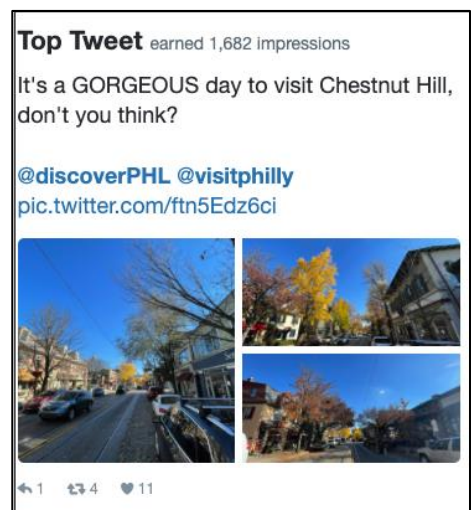 Top Tweet earned 1,682 impressions
It's a GORGEOUS day to visit Chestnut Hill,
don't you think?
@discoverPHL @visitphilly
pic.twitter.com/ftn5Edz6ci
1 4 11